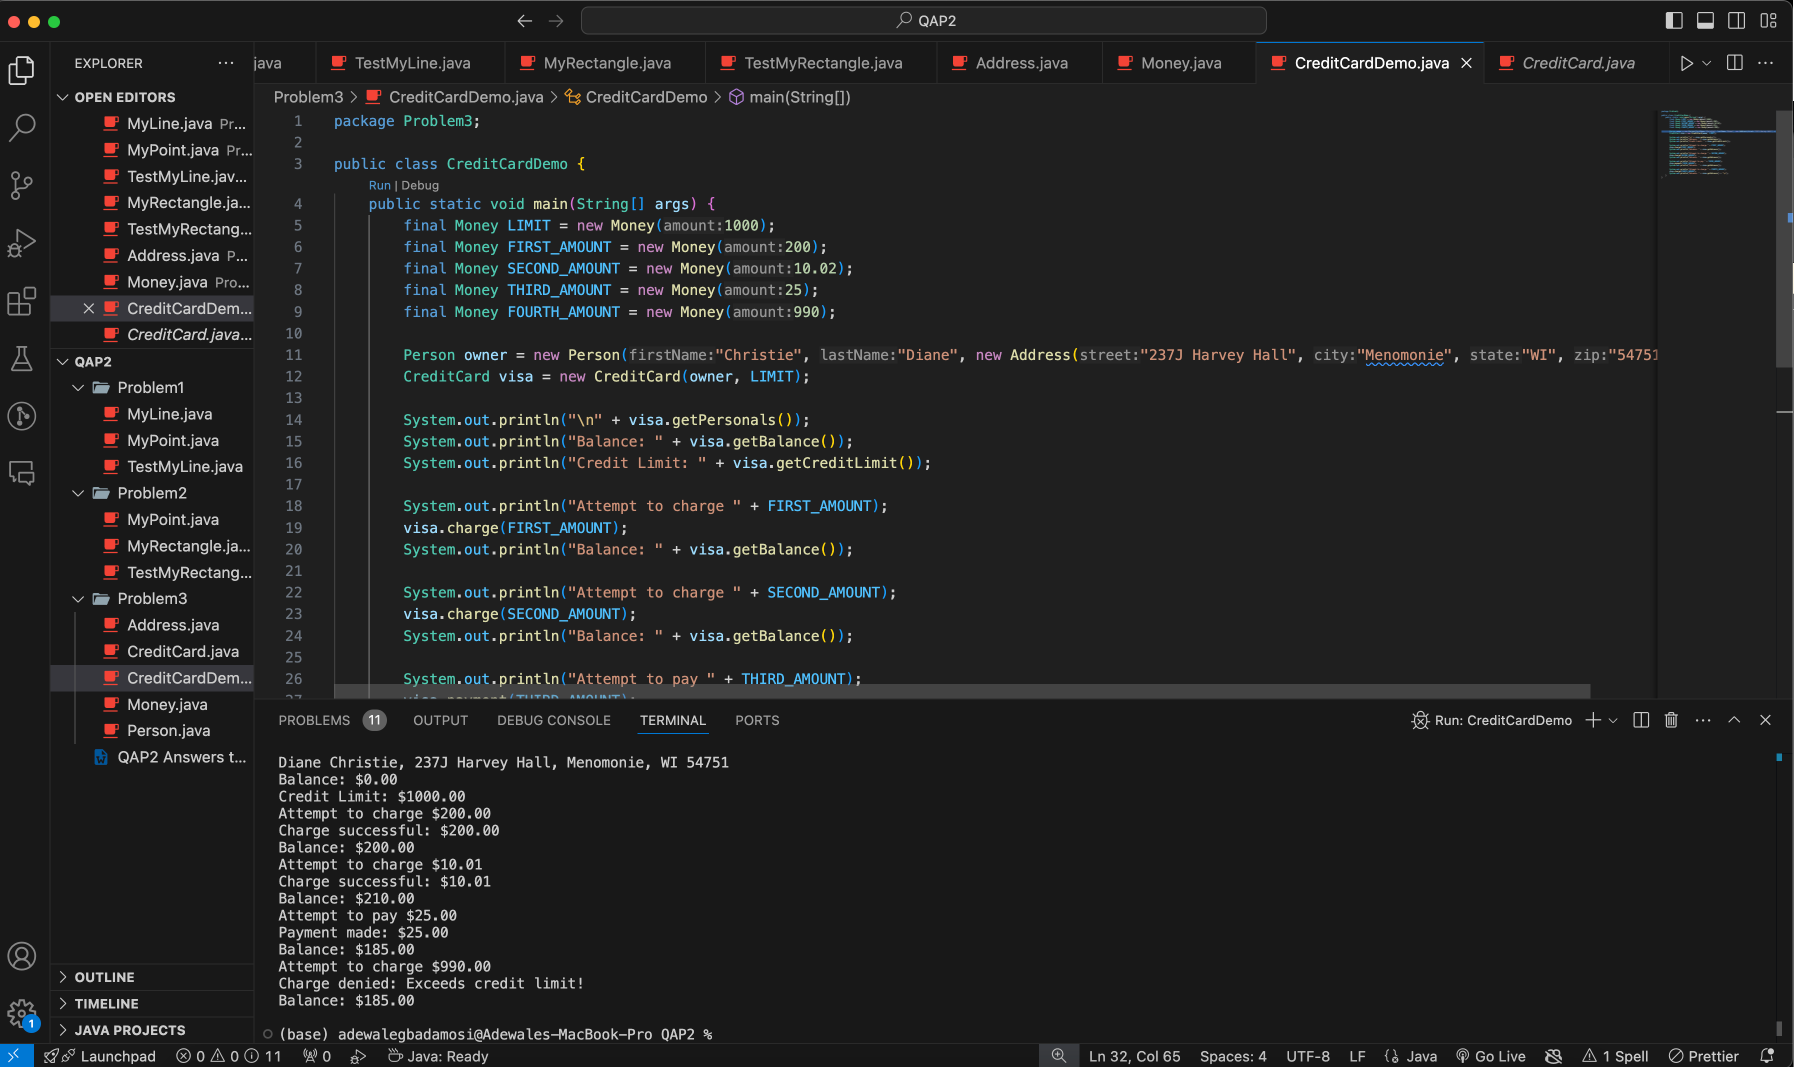 QAP2
EXPLORER
java
TestMyLine.java
MyRectangle.java
TestMyRectangle.java
Address.java
Money.java
CreditCardDemo.java
CreditCard.java
OPEN EDITORS
MyLine.java Pr...
MyPoint.java Pr...
TestMyLine.jav...
MyRectangle.ja...
TestMyRectang...
Address.java P...
Money.java Pro...
CreditCardDem...
CreditCard.java...
QAP2
Problem1
MyLine.java
MyPoint.java
TestMyLine.java
Problem2
MyPoint.java
MyRectangle.ja...
TestMyRectang...
Problem3
Address.java
CreditCard.java
CreditCardDem...
Money.java
Person.java
QAP2 Answers t...
OUTLINE
TIMELINE
JAVA PROJECTS
Problem3 > CreditCardDemo.java > CreditCardDemo > main(String[])
1 package Problem3;
2
3 public class CreditCardDemo {
Run | Debug
4 public static void main(String[] args) {
5 final Money LIMIT = new Money(amount:1000);
6 final Money FIRST_AMOUNT = new Money(amount:200);
7 final Money SECOND_AMOUNT = new Money(amount:10.02);
8 final Money THIRD_AMOUNT = new Money(amount:25);
9 final Money FOURTH_AMOUNT = new Money(amount:990);
10
11 Person owner = new Person(firstName:"Christie", lastName:"Diane", new Address(street:"237J Harvey Hall", city:"Menomonie", state:"WI", zip:"54751
12 CreditCard visa = new CreditCard(owner, LIMIT);
13
14 System.out.println("\n" + visa.getPersonals());
15 System.out.println("Balance: " + visa.getBalance());
16 System.out.println("Credit Limit: " + visa.getCreditLimit());
17
18 System.out.println("Attempt to charge " + FIRST_AMOUNT);
19 visa.charge(FIRST_AMOUNT);
20 System.out.println("Balance: " + visa.getBalance());
21
22 System.out.println("Attempt to charge " + SECOND_AMOUNT);
23 visa.charge(SECOND_AMOUNT);
24 System.out.println("Balance: " + visa.getBalance());
25
26 System.out.println("Attempt to pay " + THIRD_AMOUNT);
27 visa.payment(THIRD_AMOUNT);
PROBLEMS 11 OUTPUT DEBUG CONSOLE TERMINAL PORTS
Run: CreditCardDemo
Diane Christie, 237J Harvey Hall, Menomonie, WI 54751
Balance: $0.00
Credit Limit: $1000.00
Attempt to charge $200.00
Charge successful: $200.00
Balance: $200.00
Attempt to charge $10.01
Charge successful: $10.01
Balance: $210.00
Attempt to pay $25.00
Payment made: $25.00
Balance: $185.00
Attempt to charge $990.00
Charge denied: Exceeds credit limit!
Balance: $185.00
(base) adewalegbadamosi@Adewales-MacBook-Pro QAP2 %
1
Launchpad 0 0 11 0 Java: Ready Ln 32, Col 65 Spaces: 4 UTF-8 LF Java Go Live 1 Spell Prettier